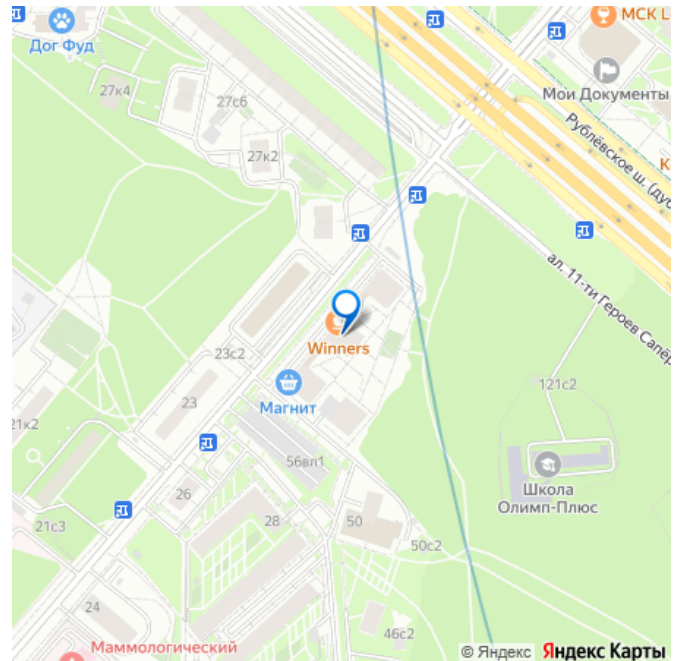 МСК L
Дог Фуд
27к4
Мои Документы
27с6
Рублёвское ш. (дуб
К
27к2
ал. 11-ти Героев Сапёр
Winners
23с2
121с2
Магнит
23
21к2
56вл1
Школа
Олимп-Плюс
26
21с3
28
50
50с2
24
46с2
Маммологический
© Яндекс Яндекс Карты